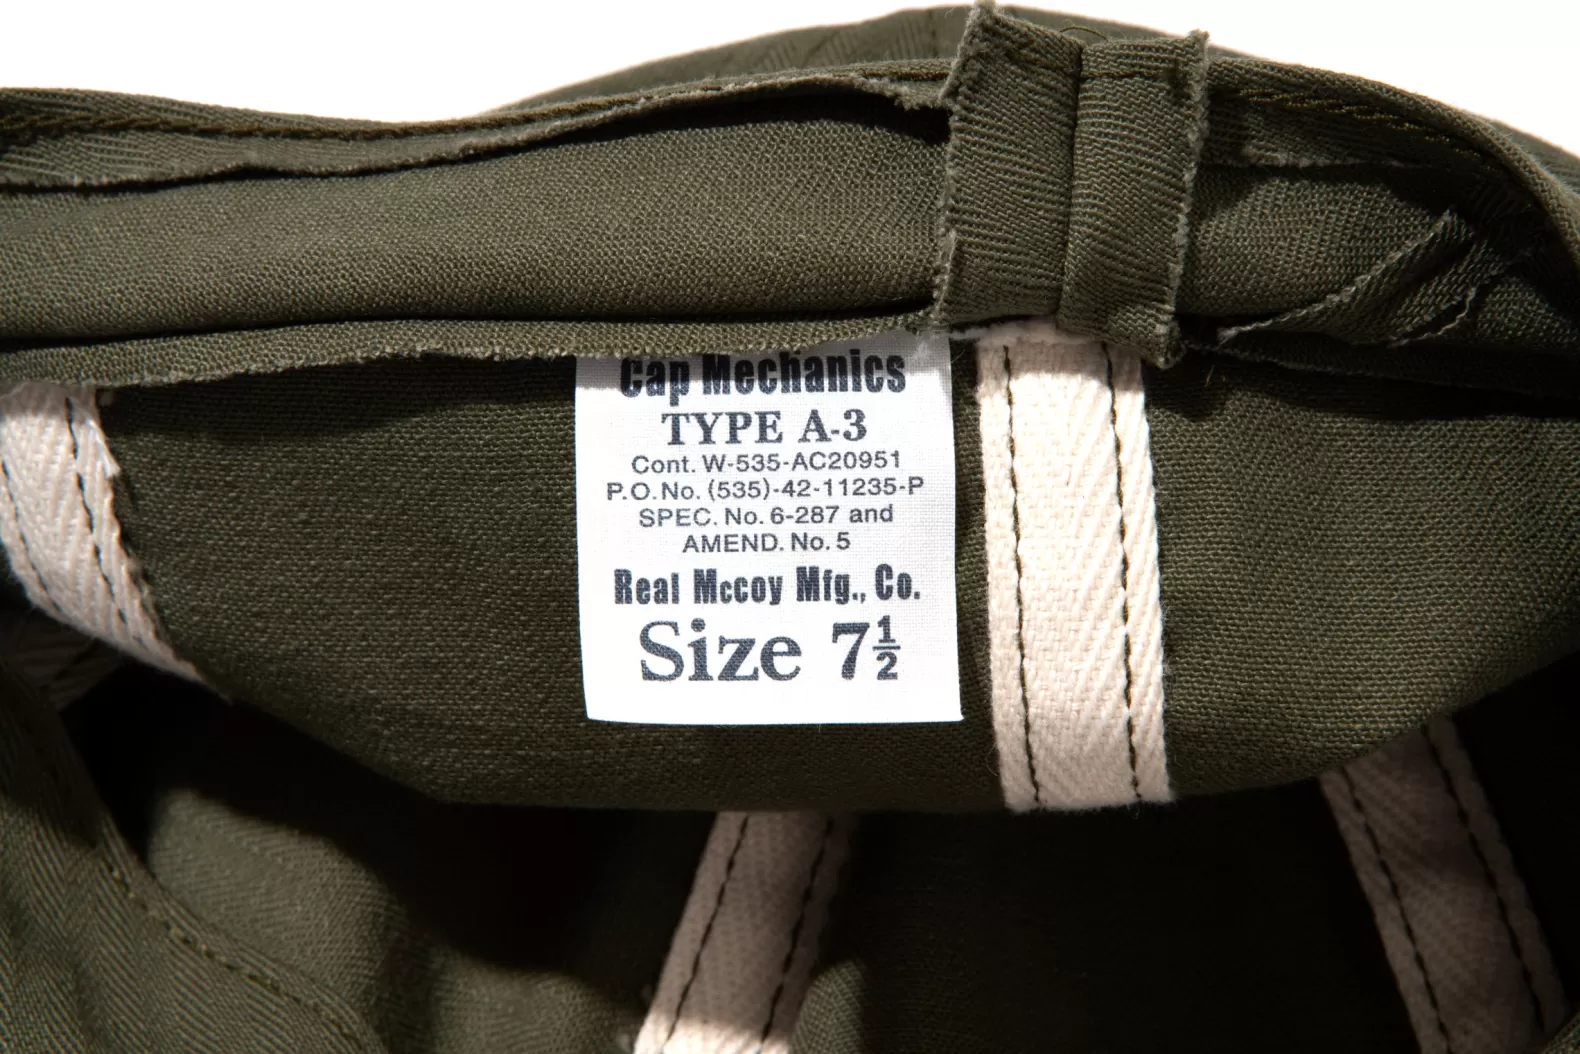 Cap Mechanics
TYPE A-3
Cont. W-535-AC20951
P.O.No. (535)-42-11235-P
SPEC. No. 6-287 and
AMEND. No. 5
Real Mccoy Mfg., Co.
Size 7½